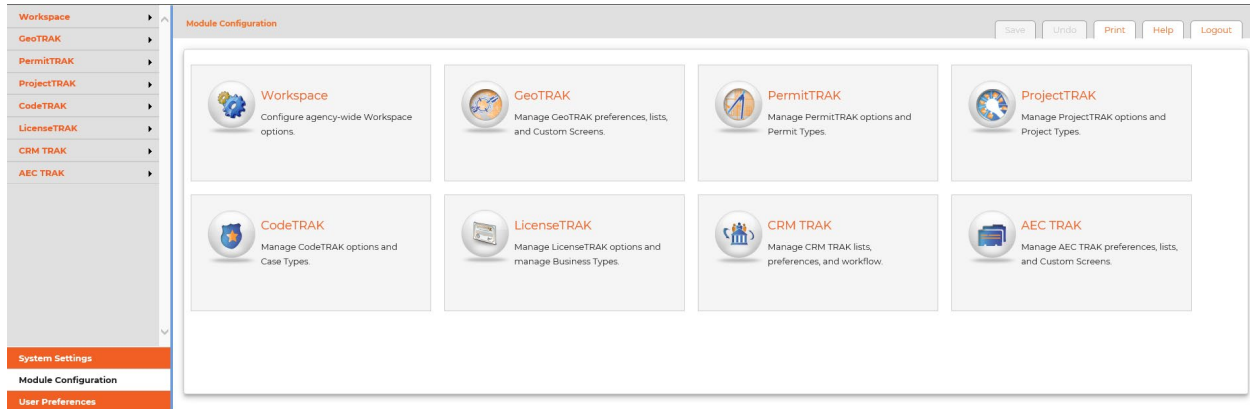 Workspace
GeoTRAK
PermitTRAK
ProjectTRAK
CodeTRAK
LicenseTRAK
CRM TRAK
AEC TRAK
System Settings
Module Configuration
User Preferences
Module Configuration
Save
Undo
Print
Help
Logout
Workspace
Configure agency-wide Workspace
options.
GeoTRAK
Manage GeoTRAK preferences, lists,
and Custom Screens.
PermitTRAK
Manage PermitTRAK options and
Permit Types.
ProjectTRAK
Manage ProjectTRAK options and
Project Types.
CodeTRAK
Manage CodeTRAK options and
Case Types.
LicenseTRAK
Manage LicenseTRAK options and
manage Business Types.
CRM TRAK
Manage CRM TRAK lists,
preferences, and workflow.
AEC TRAK
Manage AEC TRAK preferences, lists,
and Custom Screens.